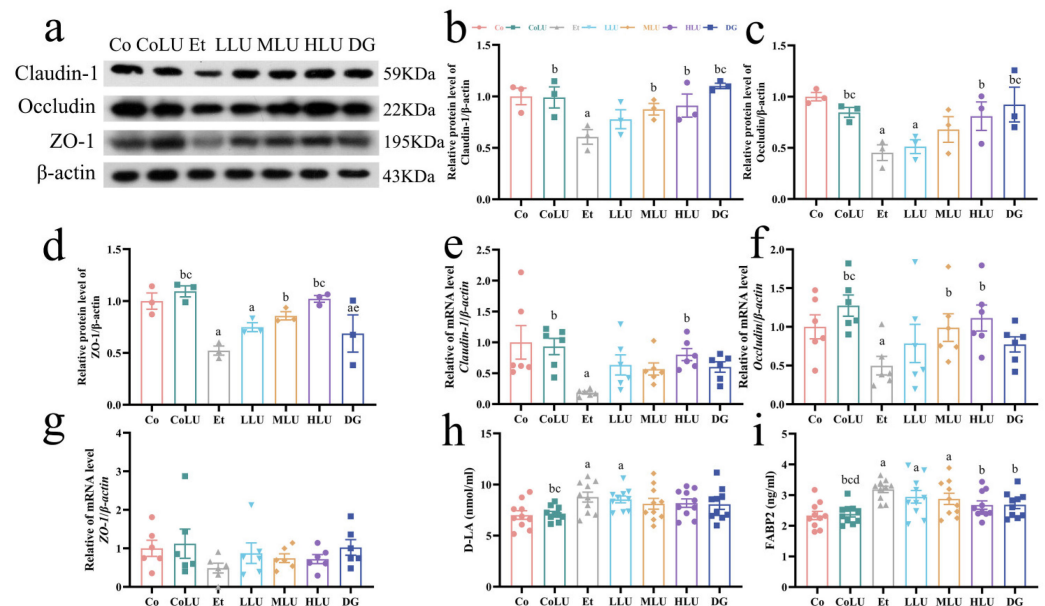 a
Co CoLU Et LLU MLU HLU DG
Claudin-1
59KDa
Occludin
22KDa
ZO-1
195KDa
β-actin
43KDa
Co CoLU Et LLU MLU HLU DG
b
Relative protein level of
Claudin-1/β-actin
1.5
1.0
0.5
0.0
b a b b bc
Co CoLU Et LLU MLU HLU DG
c
Relative protein level of
Occludin/β-actin
1.5
1.0
0.5
0.0
bc a a b bc
Co CoLU Et LLU MLU HLU DG
d
Relative protein level of
ZO-1/β-actin
1.5
1.0
0.5
0.0
bc a a b bc ae
Co CoLU Et LLU MLU HLU DG
e
Relative of mRNA level
Claudin-1/β-actin
2.5
2.0
1.5
1.0
0.5
0.0
b a b
Co CoLU Et LLU MLU HLU DG
f
Relative of mRNA level
Occludin/β-actin
2.0
1.5
1.0
0.5
0.0
bc a b b
Co CoLU Et LLU MLU HLU DG
g
Relative of mRNA level
ZO-1/β-actin
4
3
2
1
0
Co CoLU Et LLU MLU HLU DG
h
D-LA (nmol/ml)
15
10
5
0
bc a a
Co CoLU Et LLU MLU HLU DG
i
FABP2 (ng/ml)
5
4
3
2
1
0
bcd a a a b b
Co CoLU Et LLU MLU HLU DG